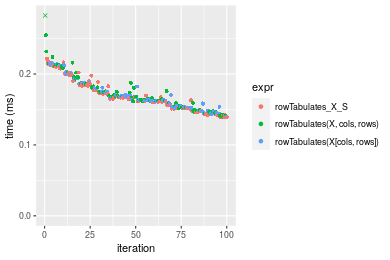 time (ms)
0.2
0.1
0.0
0
25
50
75
100
iteration
expr
rowTabulates_X_S
rowTabulates(X, cols, rows)
rowTabulates(X[cols, rows])